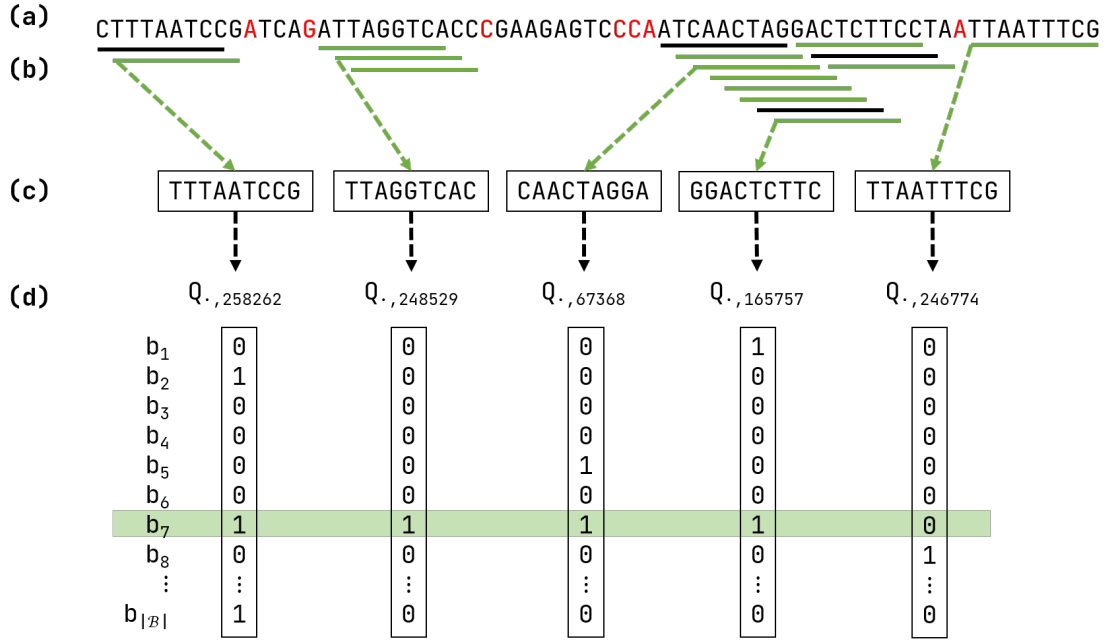 (a) CTTTAATCCGATCAGATTAGGTCACCCGAAGAGTCCCAATCAACTAGGACTCTTCCTAATTAATTTCG
(b)
(c) TTTAATCCG TTAGGTCAC CAACTAGGA GGACTCTTC TTAATTTCG
(d) Q.,258262 Q.,248529 Q.,67368 Q.,165757 Q.,246774
b1 0 0 0 1 0
b2 1 0 0 0 0
b3 0 0 0 0 0
b4 0 0 0 0 0
b5 0 0 1 0 0
b6 0 0 0 0 0
b7 1 1 1 1 0
b8 0 0 0 0 1
⋮ ⋮ ⋮ ⋮ ⋮ ⋮
b|ℬ| 1 0 0 0 0